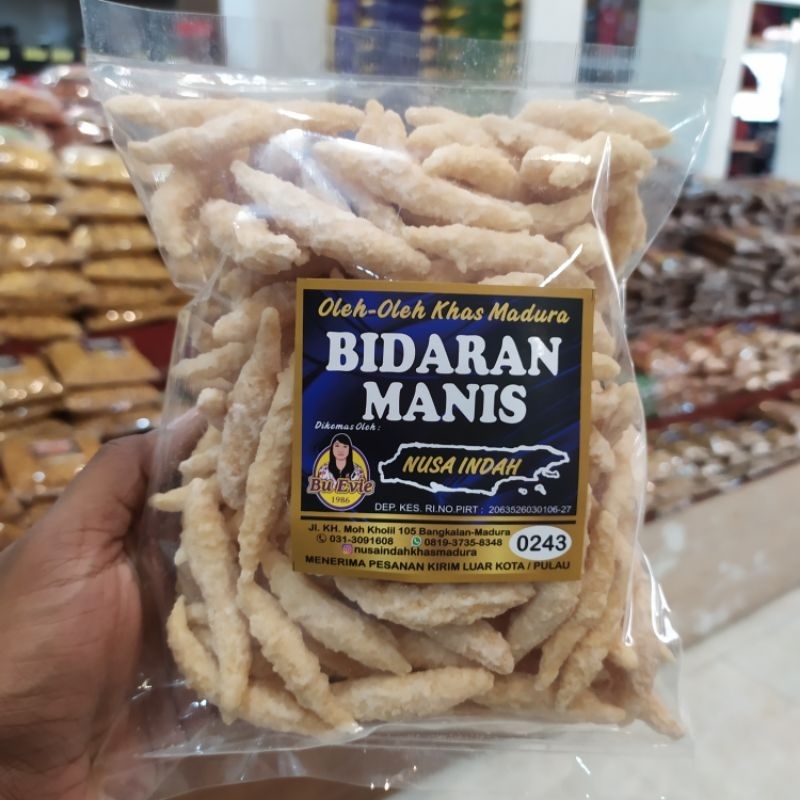 Oleh-Oleh Khas Madura
BIDARAN
MANIS
Dikemas Oleh :
Bu Evie
1986
NUSA INDAH
DEP. KES. RI.NO.PIRT : 2063526030106-27
Jl. KH. Moh Kholil 105 Bangkalan-Madura
031-3091608 0819-3735-8348
nusaindahkhasmadura
0243
MENERIMA PESANAN KIRIM LUAR KOTA / PULAU